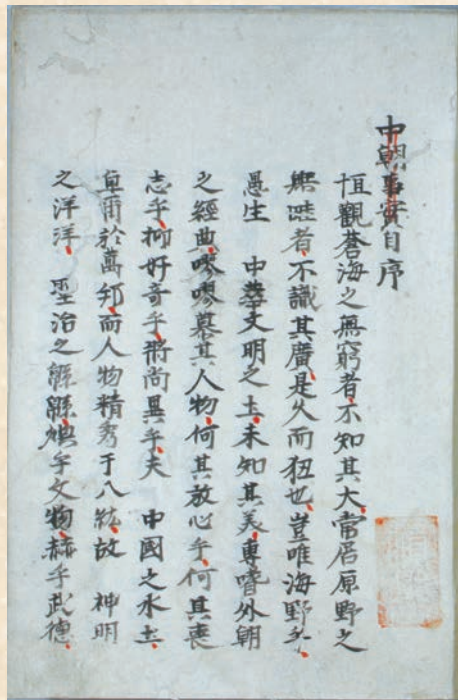 中朝事實自序
恒觀蒼海之無窮者不知其大常居原野之
無畦者不識其廣是久而狃也豈唯海野乎
愚生　中華文明之土未知其美專嗜外朝
之經典嘐嘐慕其人物何其放心乎何其喪
志乎抑好奇乎將尚異乎夫　中國之水土
卓爾於萬邦而人物精秀于八紘故　神明
之洋洋　聖治之緜緜煥乎文物赫乎武德